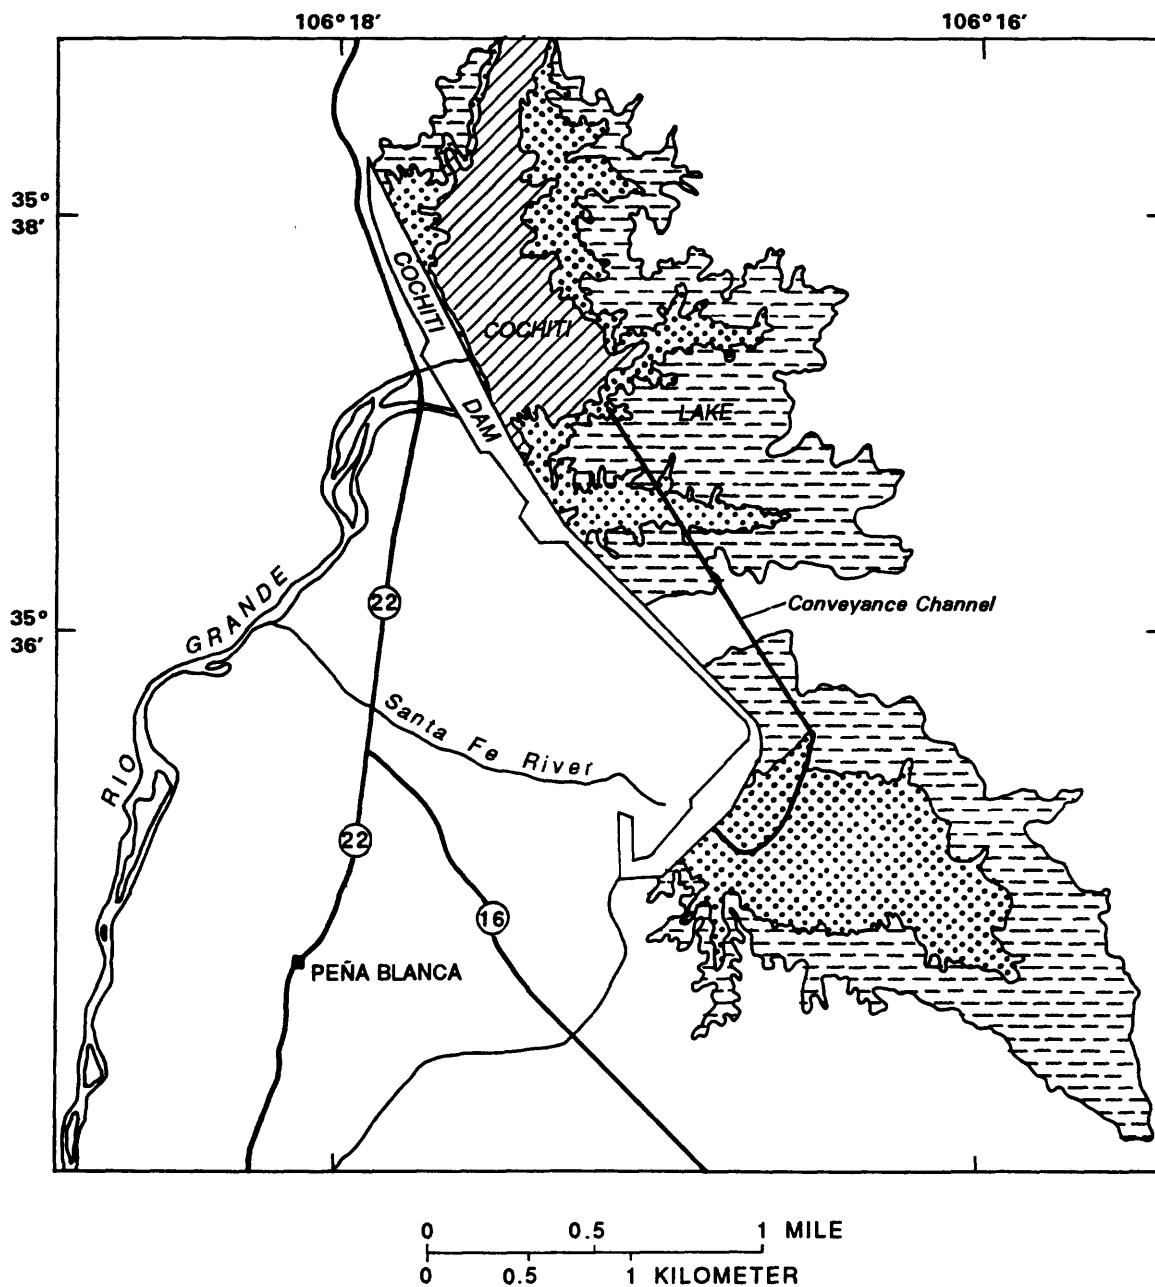 106° 18′
106° 16′
35°
38′
COCHITI
DAM
COCHITI
LAKE
RIO GRANDE
22
35°
36′
Conveyance Channel
Santa Fe River
22
16
PEÑA BLANCA
0 0.5 1 MILE
0 0.5 1 KILOMETER